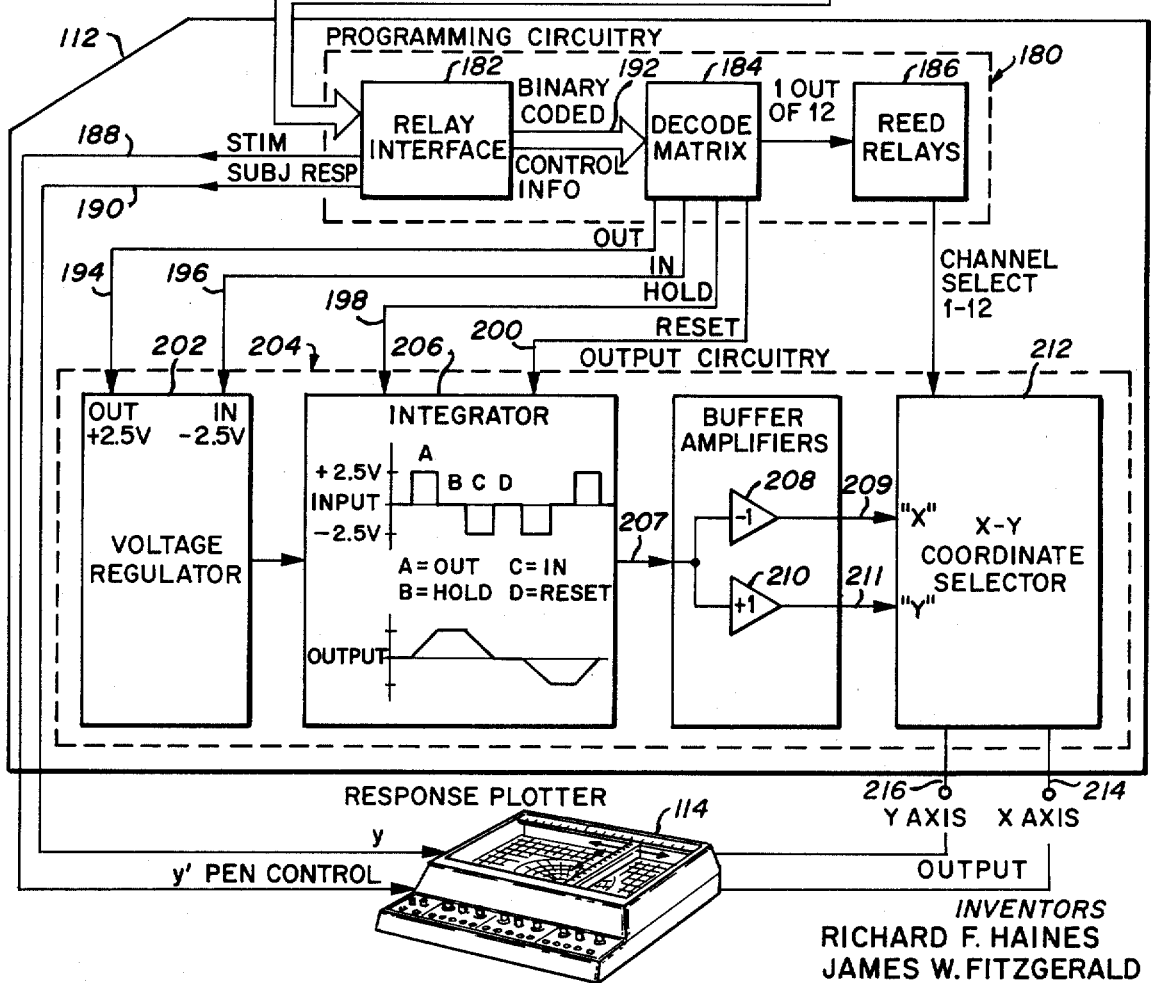 112
PROGRAMMING CIRCUITRY
182
192
184
186
180
RELAY
INTERFACE
BINARY
CODED
CONTROL
INFO
DECODE
MATRIX
1 OUT
OF 12
REED
RELAYS
188
STIM
SUBJ RESP
190
OUT
IN
HOLD
RESET
194
196
198
200
CHANNEL
SELECT
1-12
202
204
206
OUTPUT CIRCUITRY
212
OUT IN
+2.5V -2.5V
VOLTAGE
REGULATOR
INTEGRATOR
A
+2.5V
B C D
INPUT
-2.5V
A=OUT C=IN
B=HOLD D=RESET
OUTPUT
207
BUFFER
AMPLIFIERS
208
-1
209
210
+1
211
"X"
X-Y
COORDINATE
SELECTOR
"Y"
216
214
Y AXIS X AXIS
RESPONSE PLOTTER
114
y
y' PEN CONTROL
OUTPUT
INVENTORS
RICHARD F. HAINES
JAMES W. FITZGERALD